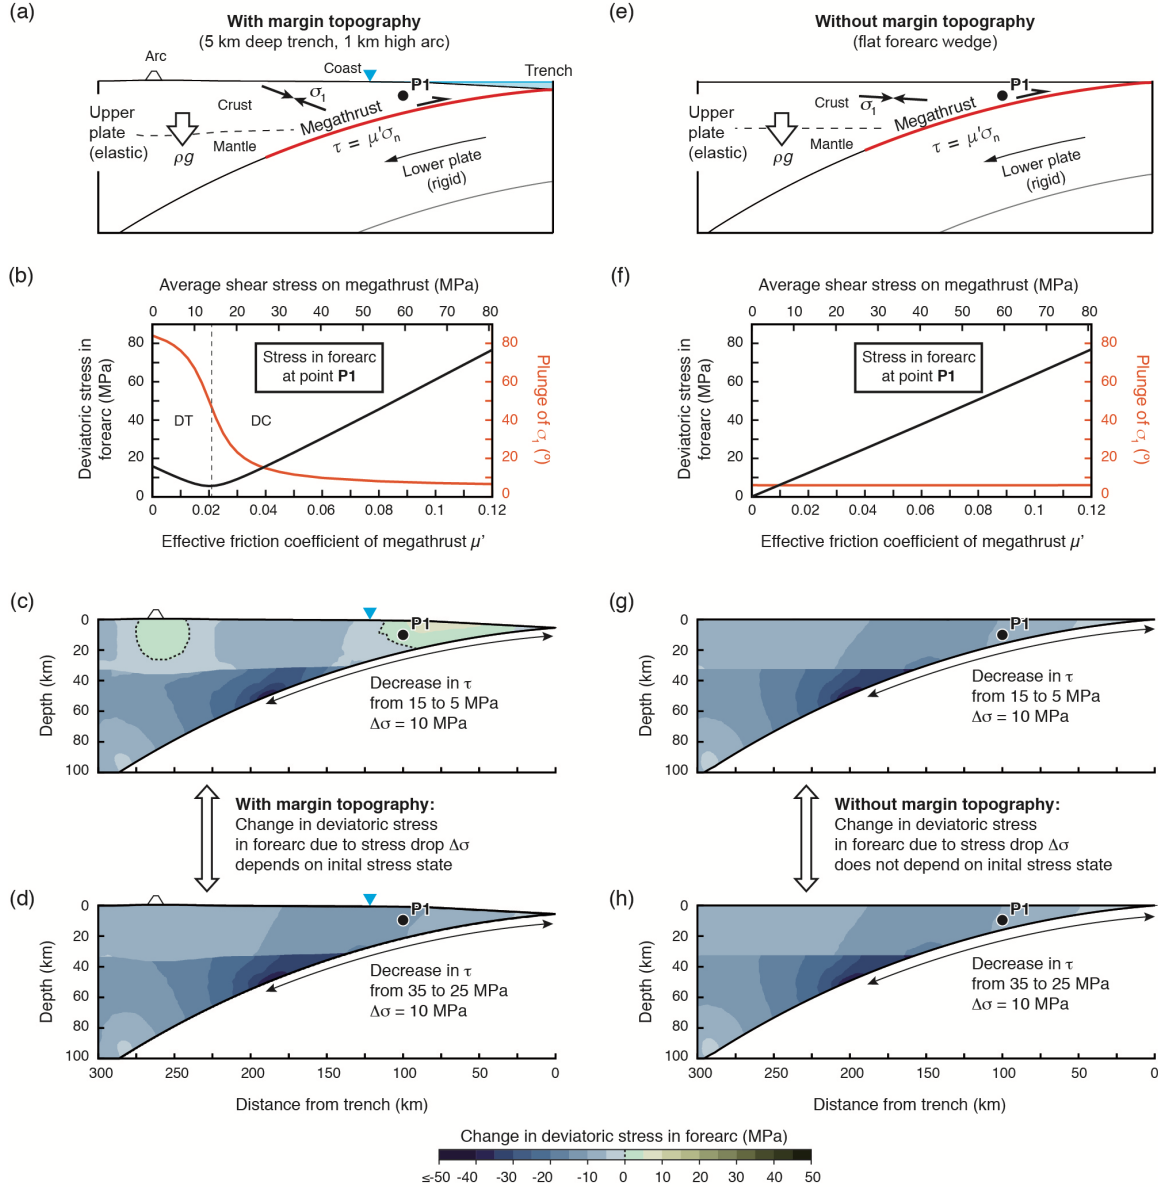 (a)
With margin topography
(5 km deep trench, 1 km high arc)
Arc
Coast
Trench
P1
Upper
plate
(elastic)
Crust
σ1
Megathrust
Mantle
ρg
τ = μ'σn
Lower plate
(rigid)
(e)
Without margin topography
(flat forearc wedge)
P1
Upper
plate
(elastic)
Crust
σ1
Megathrust
Mantle
ρg
τ = μ'σn
Lower plate
(rigid)
(b)
Average shear stress on megathrust (MPa)
0 10 20 30 40 50 60 70 80
Deviatoric stress in
forearc (MPa)
80
60
40
20
0
Stress in forearc
at point P1
DT
DC
80
60
40
20
0
Plunge of σ1 (º)
0 0.02 0.04 0.06 0.08 0.1 0.12
Effective friction coefficient of megathrust μ'
(f)
Average shear stress on megathrust (MPa)
0 10 20 30 40 50 60 70 80
Deviatoric stress in
forearc (MPa)
80
60
40
20
0
Stress in forearc
at point P1
80
60
40
20
0
Plunge of σ1 (º)
0 0.02 0.04 0.06 0.08 0.1 0.12
Effective friction coefficient of megathrust μ'
(c)
Depth (km)
0
20
40
60
80
100
P1
Decrease in τ
from 15 to 5 MPa
Δσ = 10 MPa
(g)
Depth (km)
0
20
40
60
80
100
P1
Decrease in τ
from 15 to 5 MPa
Δσ = 10 MPa
With margin topography:
Change in deviatoric stress
in forearc due to stress drop Δσ
depends on inital stress state
Without margin topography:
Change in deviatoric stress
in forearc due to stress drop Δσ
does not depend on inital stress state
(d)
Depth (km)
0
20
40
60
80
100
P1
Decrease in τ
from 35 to 25 MPa
Δσ = 10 MPa
300 250 200 150 100 50 0
Distance from trench (km)
(h)
Depth (km)
0
20
40
60
80
100
P1
Decrease in τ
from 35 to 25 MPa
Δσ = 10 MPa
300 250 200 150 100 50 0
Distance from trench (km)
Change in deviatoric stress in forearc (MPa)
≤-50 -40 -30 -20 -10 0 10 20 30 40 50